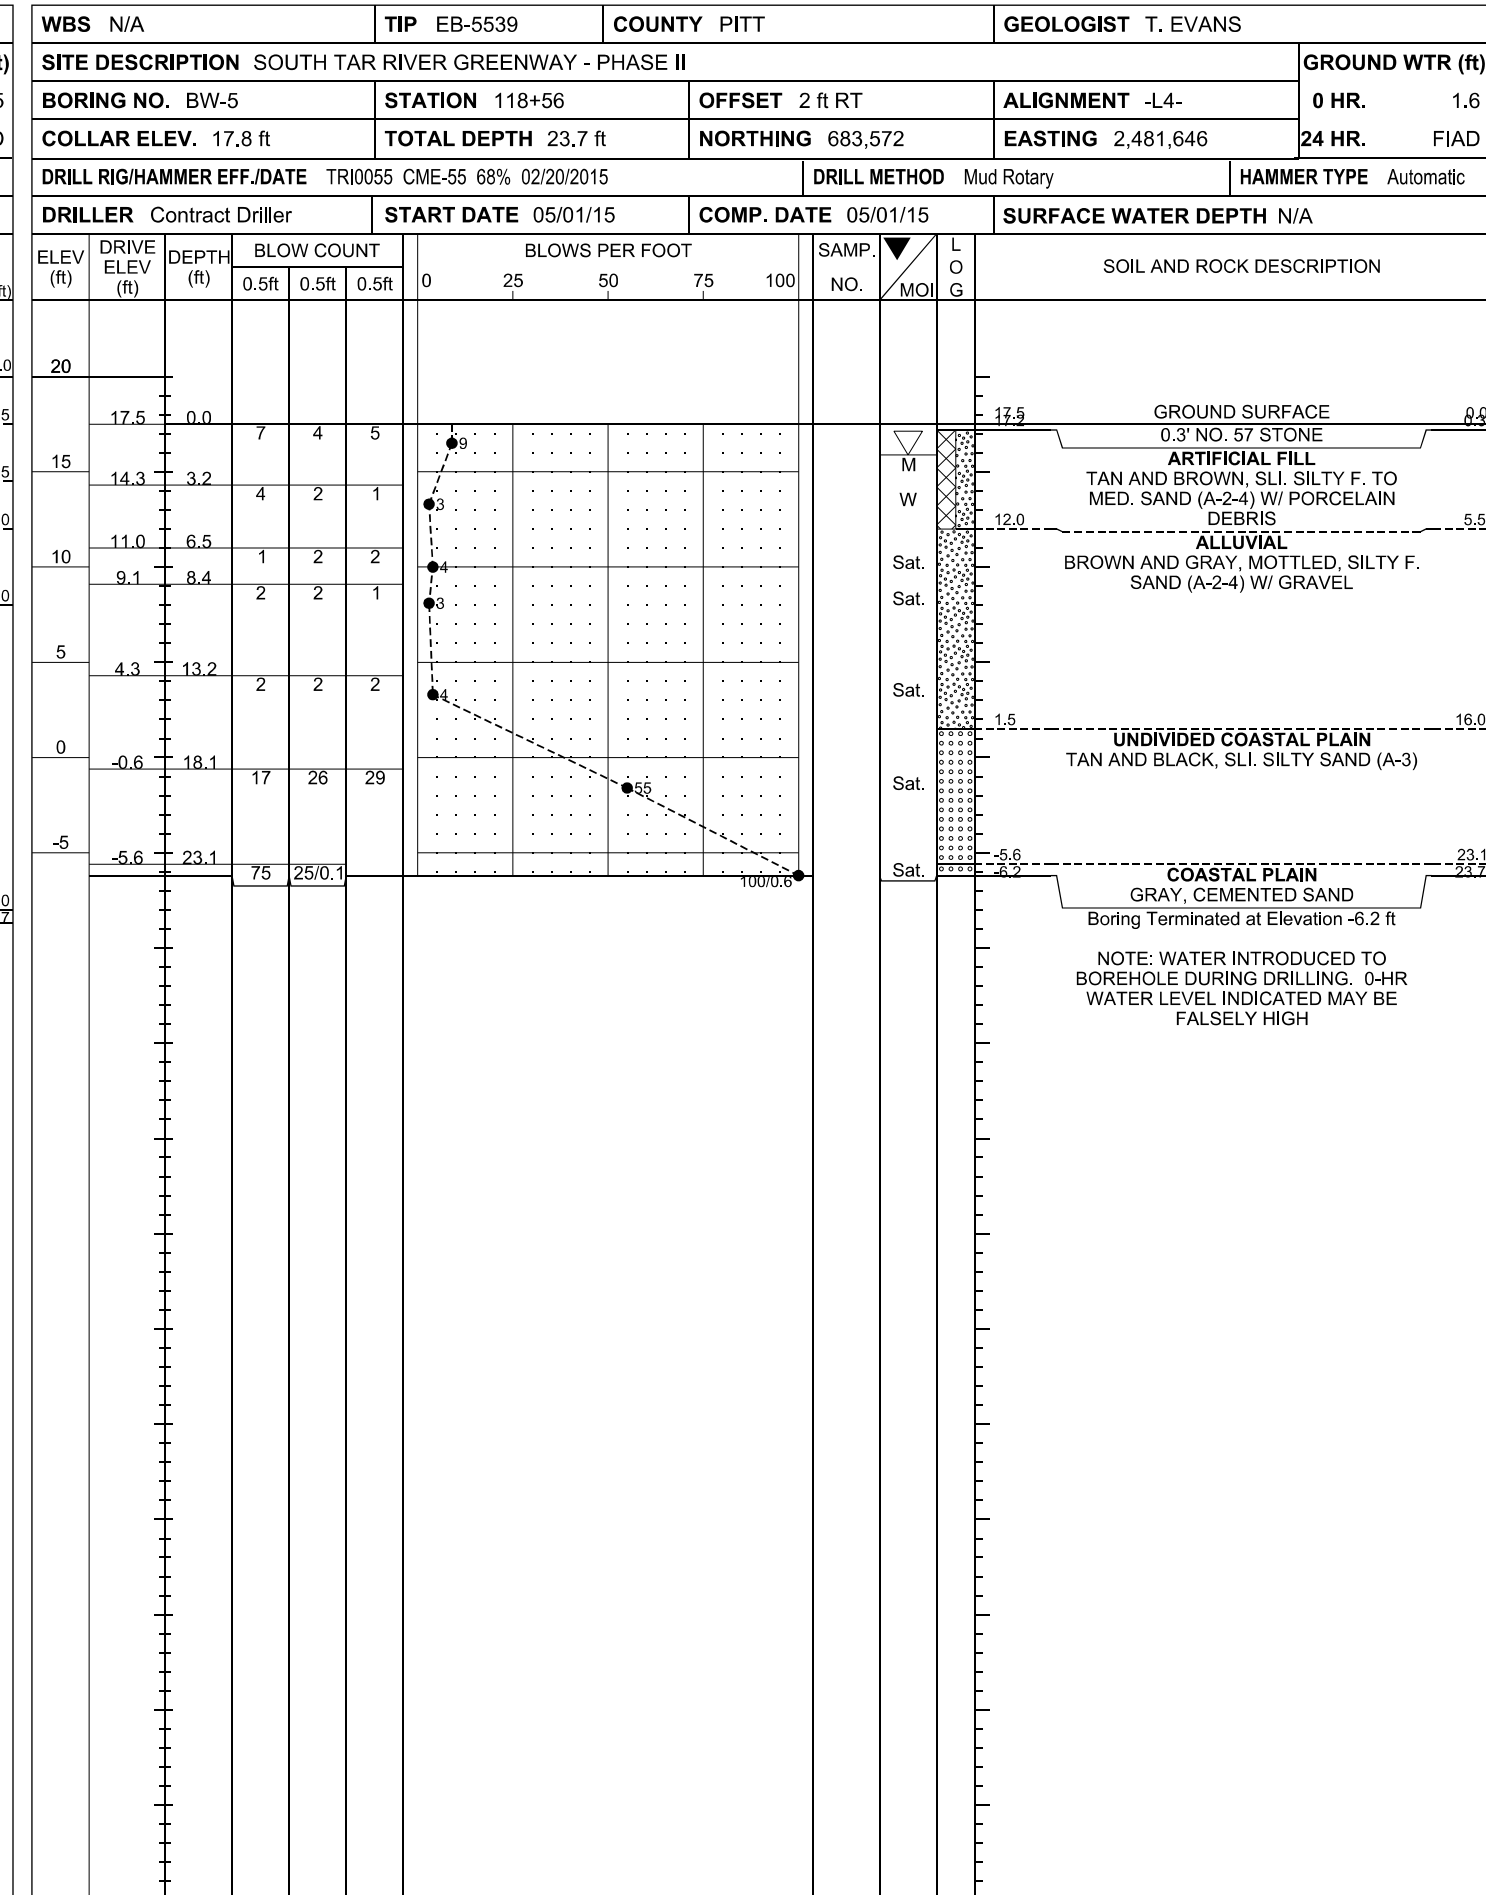 WBS N/A TIP EB-5539 COUNTY PITT GEOLOGIST T. EVANS
SITE DESCRIPTION SOUTH TAR RIVER GREENWAY - PHASE II GROUND WTR (ft)
BORING NO. BW-5 STATION 118+56 OFFSET 2 ft RT ALIGNMENT -L4- 0 HR. 1.6
COLLAR ELEV. 17.8 ft TOTAL DEPTH 23.7 ft NORTHING 683,572 EASTING 2,481,646 24 HR. FIAD
DRILL RIG/HAMMER EFF./DATE TRI0055 CME-55 68% 02/20/2015 DRILL METHOD Mud Rotary HAMMER TYPE Automatic
DRILLER Contract Driller START DATE 05/01/15 COMP. DATE 05/01/15 SURFACE WATER DEPTH N/A
ELEV (ft) DRIVE ELEV (ft) DEPTH (ft) BLOW COUNT BLOWS PER FOOT SAMP. NO. MOI LOG SOIL AND ROCK DESCRIPTION
0.5ft 0.5ft 0.5ft 0 25 50 75 100
20
17.5 0.0 17.5 GROUND SURFACE 0.0
7 4 5 9 17.2 0.3' NO. 57 STONE 0.3
15 M ARTIFICIAL FILL
14.3 3.2 TAN AND BROWN, SLI. SILTY F. TO
4 2 1 3 W MED. SAND (A-2-4) W/ PORCELAIN
12.0 DEBRIS 5.5
11.0 6.5 ALLUVIAL
10 1 2 2 4 Sat. BROWN AND GRAY, MOTTLED, SILTY F.
9.1 8.4 SAND (A-2-4) W/ GRAVEL
2 2 1 3 Sat.
5
4.3 13.2
2 2 2 4 Sat.
1.5 16.0
0 UNDIVIDED COASTAL PLAIN
-0.6 18.1 TAN AND BLACK, SLI. SILTY SAND (A-3)
17 26 29 55 Sat.
-5
-5.6 23.1 -5.6 23.1
75 25/0.1 100/0.6 Sat. -6.2 COASTAL PLAIN 23.7
GRAY, CEMENTED SAND
Boring Terminated at Elevation -6.2 ft
NOTE: WATER INTRODUCED TO
BOREHOLE DURING DRILLING. 0-HR
WATER LEVEL INDICATED MAY BE
FALSELY HIGH